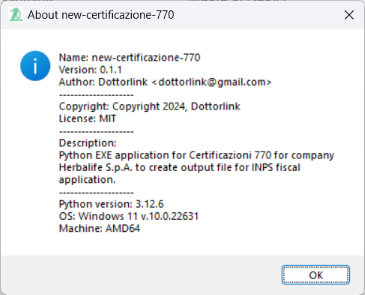 About new-certificazione-770
Name: new-certificazione-770
Version: 0.1.1
Author: Dottorlink <dottorlink@gmail.com>
--------------------
Copyright: Copyright 2024, Dottorlink
License: MIT
--------------------
Description:
Python EXE application for Certificazioni 770 for company
Herbalife S.p.A. to create output file for INPS fiscal
application.
--------------------
Python version: 3.12.6
OS: Windows 11 v.10.0.22631
Machine: AMD64
OK